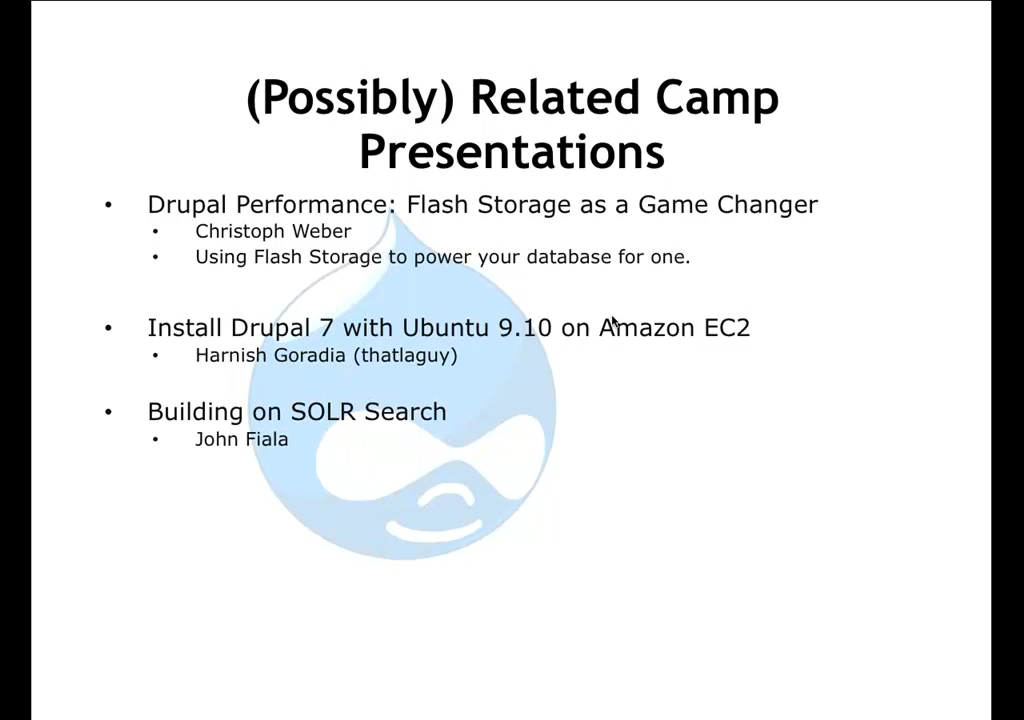 (Possibly) Related Camp
Presentations
• Drupal Performance: Flash Storage as a Game Changer
• Christoph Weber
• Using Flash Storage to power your database for one.
• Install Drupal 7 with Ubuntu 9.10 on Amazon EC2
• Harnish Goradia (thatlaguy)
• Building on SOLR Search
• John Fiala